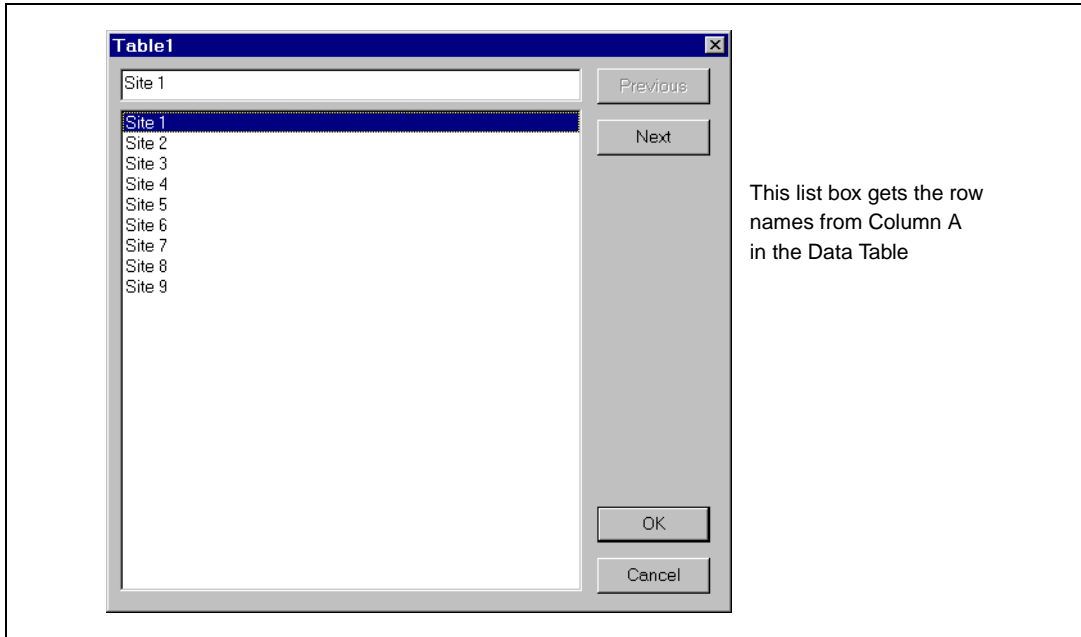 Table1
Site 1
Previous
Site 1
Site 2
Site 3
Site 4
Site 5
Site 6
Site 7
Site 8
Site 9
Next
This list box gets the row
names from Column A
in the Data Table
OK
Cancel